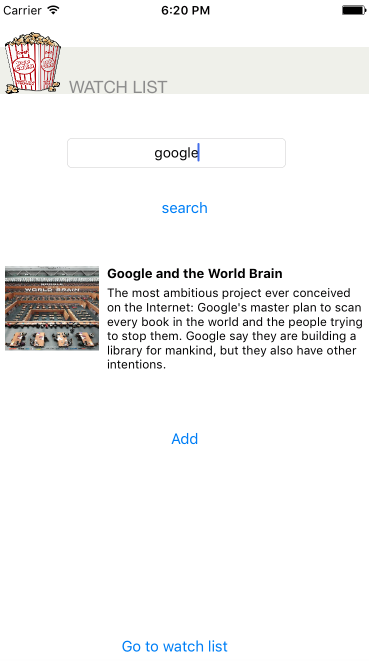 Carrier 6:20 PM
WATCH LIST
google
search
WORLD BRAIN
Google and the World Brain
The most ambitious project ever conceived
on the Internet: Google's master plan to scan
every book in the world and the people trying
to stop them. Google say they are building a
library for mankind, but they also have other
intentions.
Add
Go to watch list